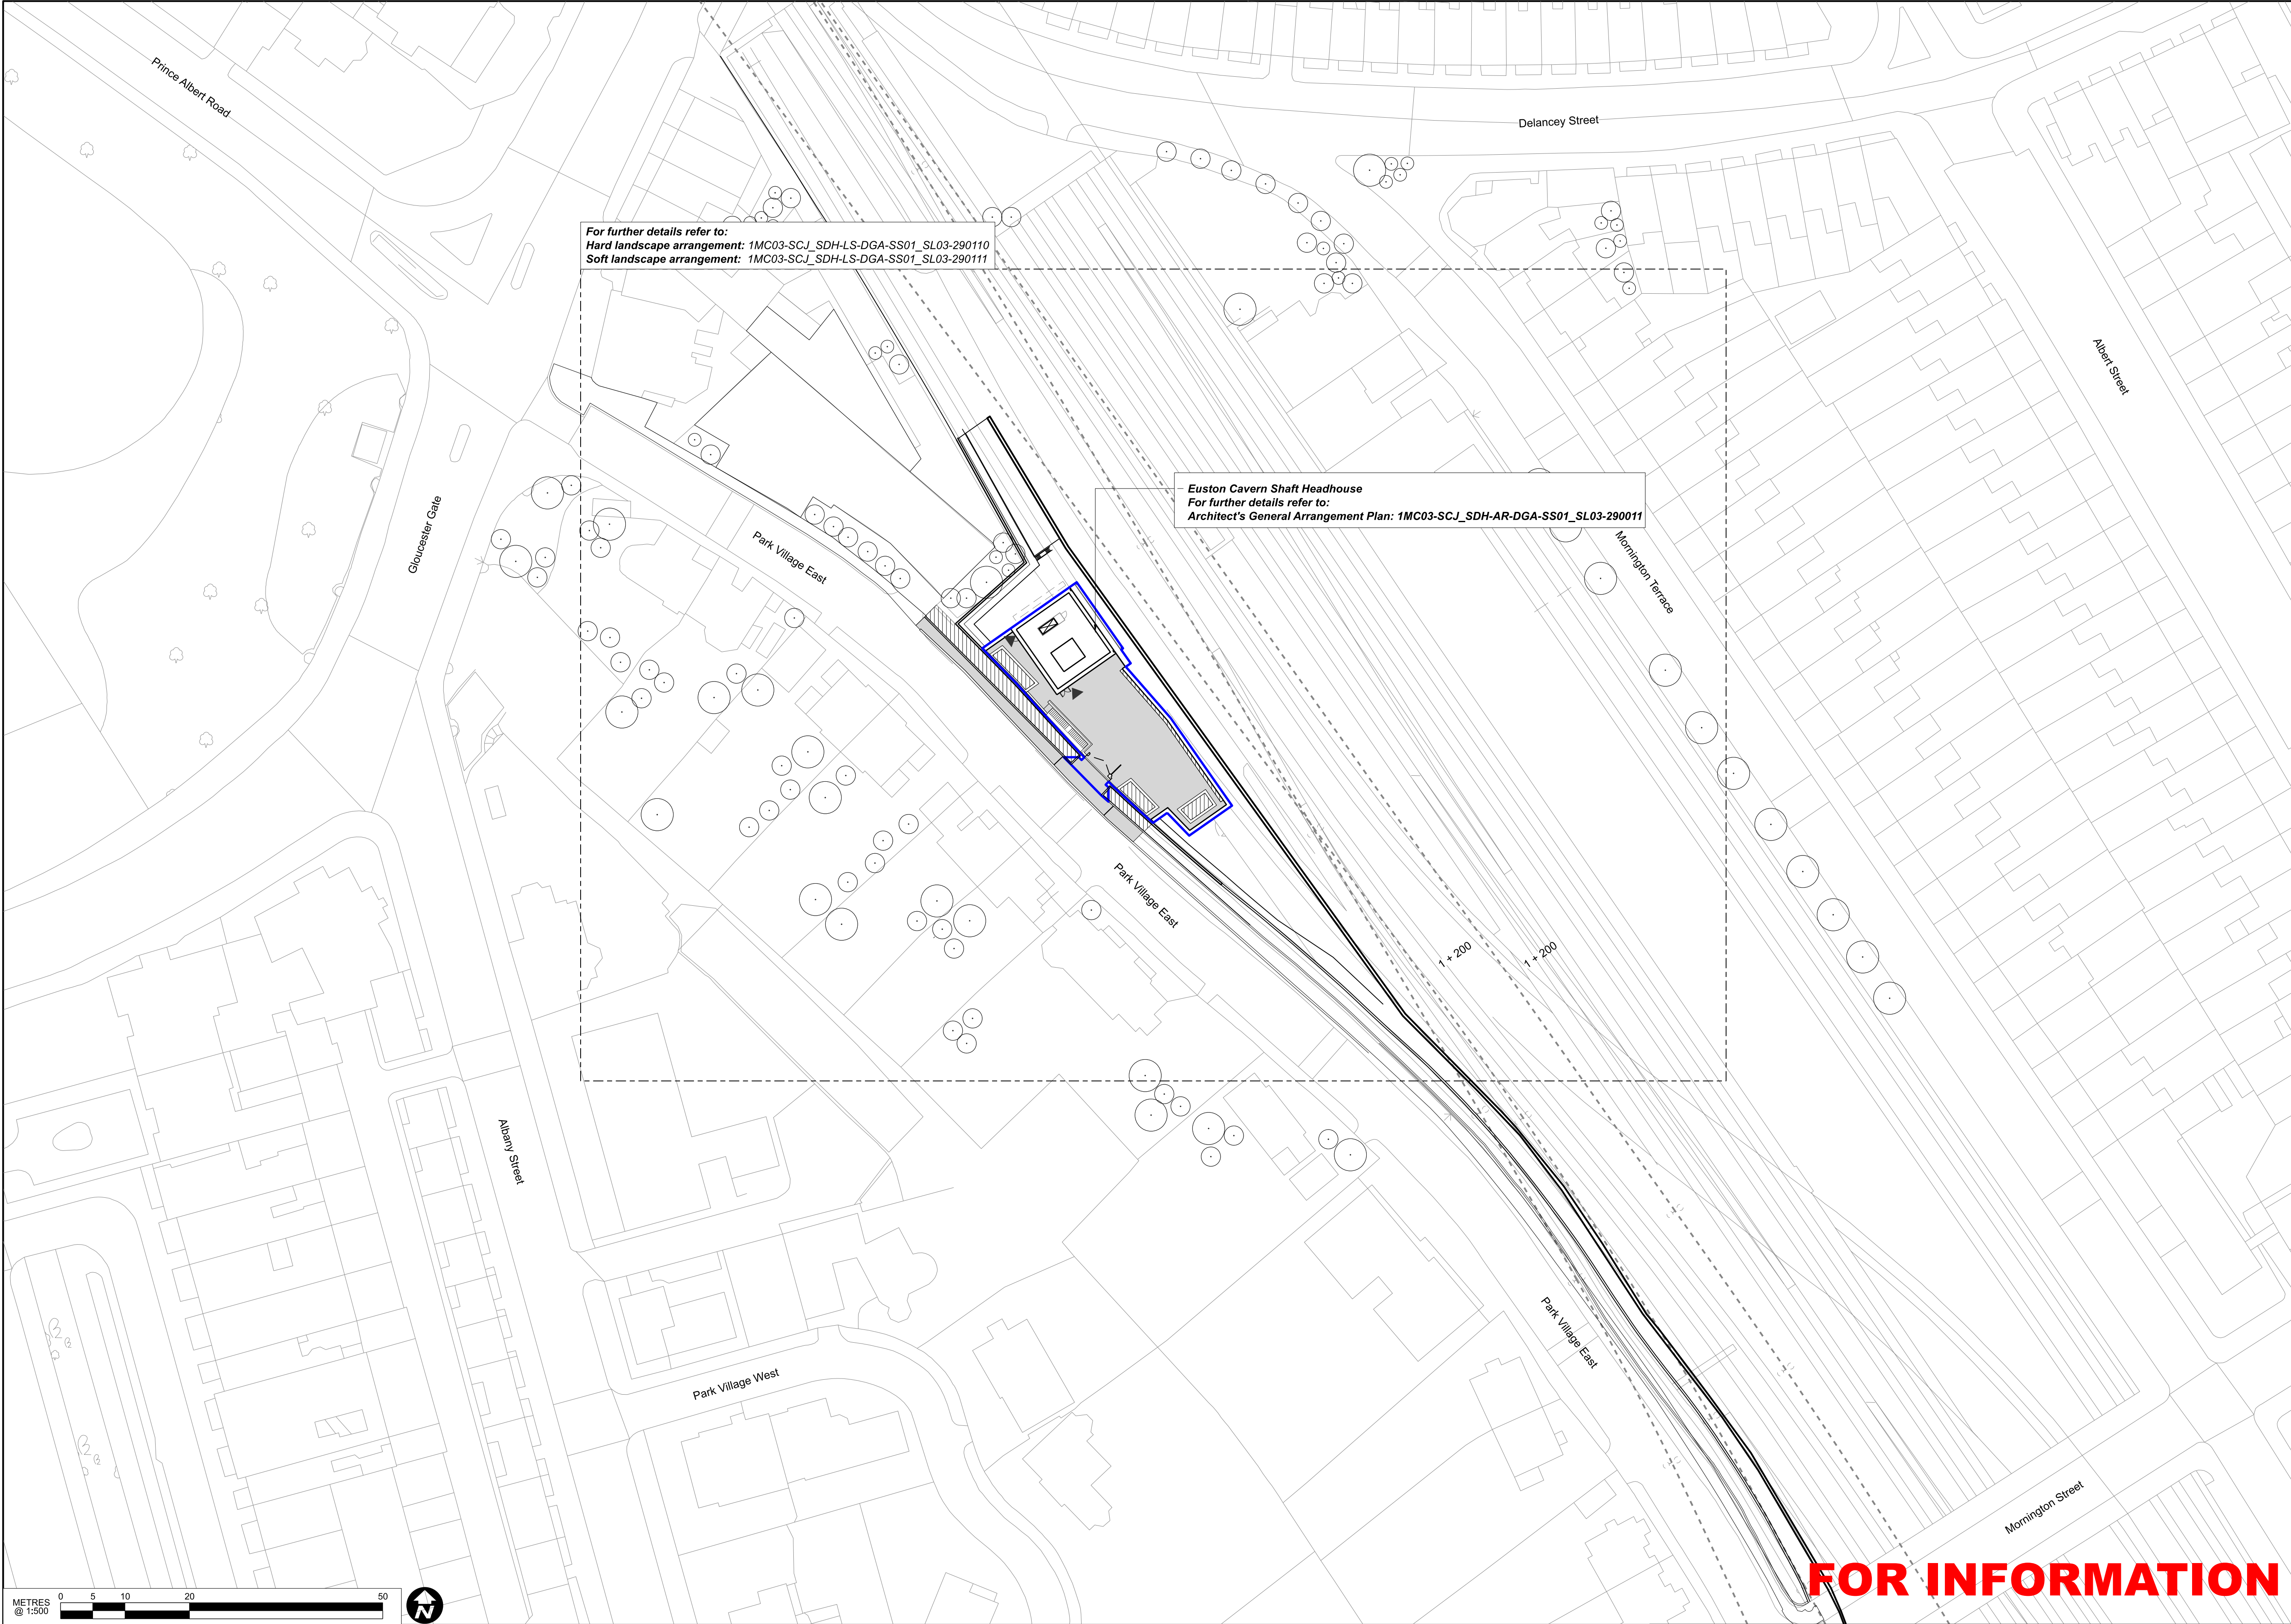 Prince Albert Road
Delancey Street
For further details refer to:
Hard landscape arrangement: 1MC03-SCJ_SDH-LS-DGA-SS01_SL03-290110
Soft landscape arrangement: 1MC03-SCJ_SDH-LS-DGA-SS01_SL03-290111
Albert Street
Gloucester Gate
Euston Cavern Shaft Headhouse
For further details refer to:
Architect's General Arrangement Plan: 1MC03-SCJ_SDH-AR-DGA-SS01_SL03-290011
Park Village East
Mornington Terrace
Park Village East
1 + 200
1 + 200
Albany Street
Park Village East
Park Village West
Mornington Street
FOR INFORMATION
METRES
@ 1:500
0 5 10 20 50
N